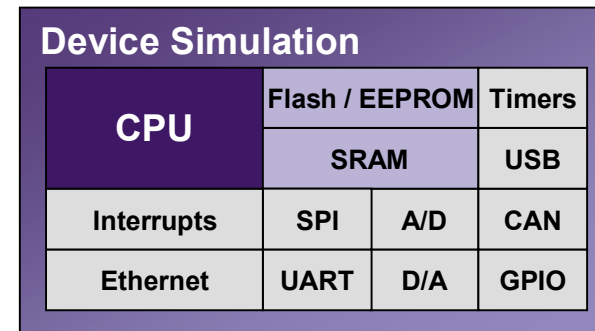 Device Simulation
CPU
Flash / EEPROM
Timers
SRAM
USB
Interrupts
SPI
A/D
CAN
Ethernet
UART
D/A
GPIO